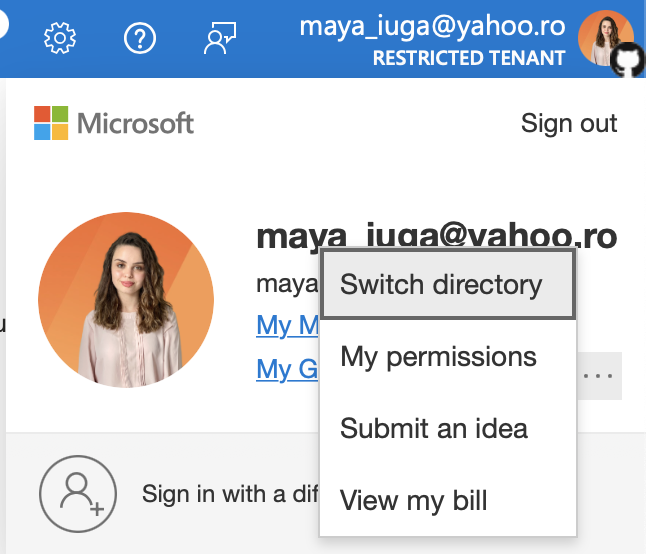 maya_iuga@yahoo.ro
RESTRICTED TENANT
Microsoft
Sign out
maya_iuga@yahoo.ro
maya
Switch directory
My M
My permissions
My G
...
Submit an idea
Sign in with a dif
View my bill